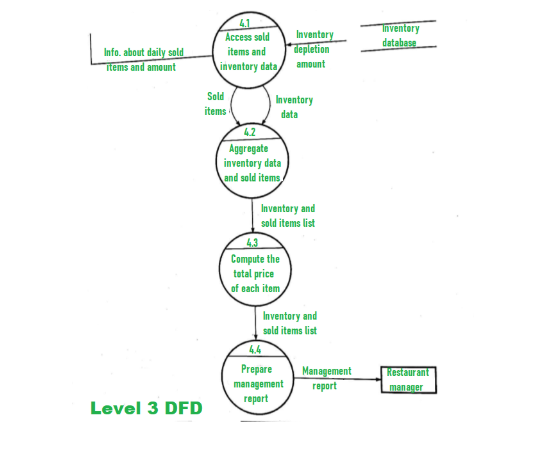 4.1
Access sold
items and
inventory data
Info. about daily sold
items and amount
Inventory
depletion
amount
Inventory
database
Sold
items
Inventory
data
4.2
Aggregate
inventory data
and sold items
Inventory and
sold items list
4.3
Compute the
total price
of each item
Inventory and
sold items list
4.4
Prepare
management
report
Management
report
Restaurant
manager
Level 3 DFD